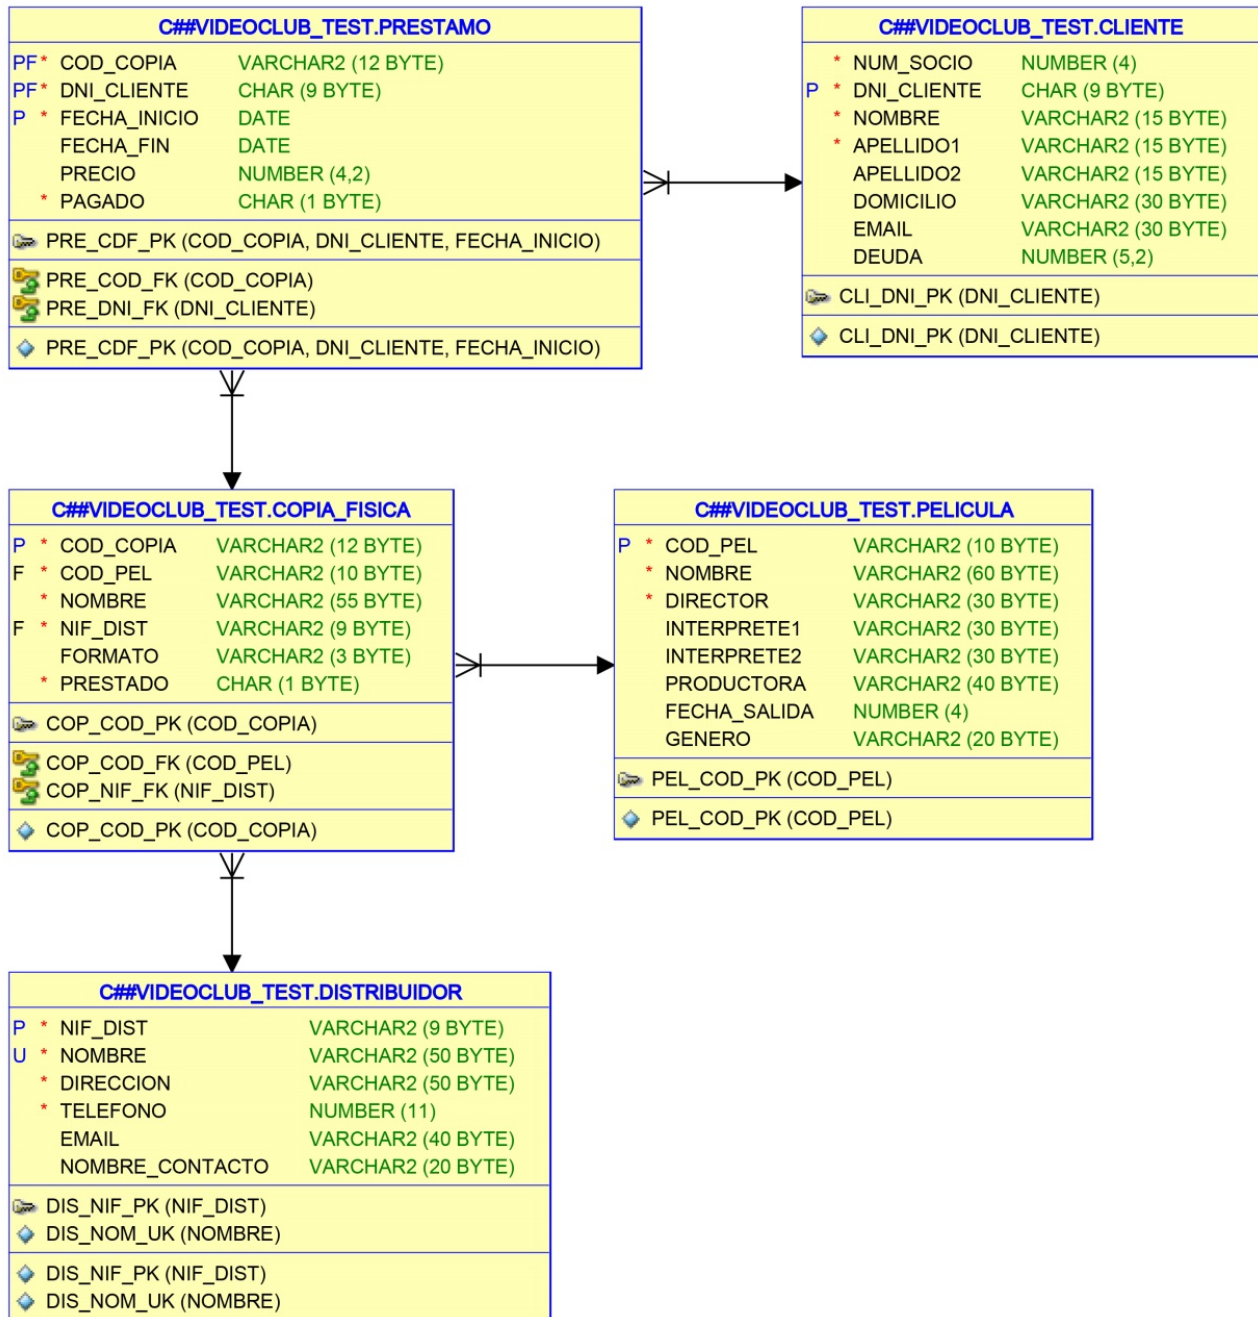 C##VIDEOCLUB_TEST.PRESTAMO
PF * COD_COPIA VARCHAR2 (12 BYTE)
PF * DNI_CLIENTE CHAR (9 BYTE)
P * FECHA_INICIO DATE
FECHA_FIN DATE
PRECIO NUMBER (4,2)
* PAGADO CHAR (1 BYTE)
PRE_CDF_PK (COD_COPIA, DNI_CLIENTE, FECHA_INICIO)
PRE_COD_FK (COD_COPIA)
PRE_DNI_FK (DNI_CLIENTE)
PRE_CDF_PK (COD_COPIA, DNI_CLIENTE, FECHA_INICIO)
C##VIDEOCLUB_TEST.CLIENTE
* NUM_SOCIO NUMBER (4)
P * DNI_CLIENTE CHAR (9 BYTE)
* NOMBRE VARCHAR2 (15 BYTE)
* APELLIDO1 VARCHAR2 (15 BYTE)
APELLIDO2 VARCHAR2 (15 BYTE)
DOMICILIO VARCHAR2 (30 BYTE)
EMAIL VARCHAR2 (30 BYTE)
DEUDA NUMBER (5,2)
CLI_DNI_PK (DNI_CLIENTE)
CLI_DNI_PK (DNI_CLIENTE)
C##VIDEOCLUB_TEST.COPIA_FISICA
P * COD_COPIA VARCHAR2 (12 BYTE)
F * COD_PEL VARCHAR2 (10 BYTE)
* NOMBRE VARCHAR2 (55 BYTE)
F * NIF_DIST VARCHAR2 (9 BYTE)
FORMATO VARCHAR2 (3 BYTE)
* PRESTADO CHAR (1 BYTE)
COP_COD_PK (COD_COPIA)
COP_COD_FK (COD_PEL)
COP_NIF_FK (NIF_DIST)
COP_COD_PK (COD_COPIA)
C##VIDEOCLUB_TEST.PELICULA
P * COD_PEL VARCHAR2 (10 BYTE)
* NOMBRE VARCHAR2 (60 BYTE)
* DIRECTOR VARCHAR2 (30 BYTE)
INTERPRETE1 VARCHAR2 (30 BYTE)
INTERPRETE2 VARCHAR2 (30 BYTE)
PRODUCTORA VARCHAR2 (40 BYTE)
FECHA_SALIDA NUMBER (4)
GENERO VARCHAR2 (20 BYTE)
PEL_COD_PK (COD_PEL)
PEL_COD_PK (COD_PEL)
C##VIDEOCLUB_TEST.DISTRIBUIDOR
P * NIF_DIST VARCHAR2 (9 BYTE)
U * NOMBRE VARCHAR2 (50 BYTE)
* DIRECCION VARCHAR2 (50 BYTE)
* TELEFONO NUMBER (11)
EMAIL VARCHAR2 (40 BYTE)
NOMBRE_CONTACTO VARCHAR2 (20 BYTE)
DIS_NIF_PK (NIF_DIST)
DIS_NOM_UK (NOMBRE)
DIS_NIF_PK (NIF_DIST)
DIS_NOM_UK (NOMBRE)